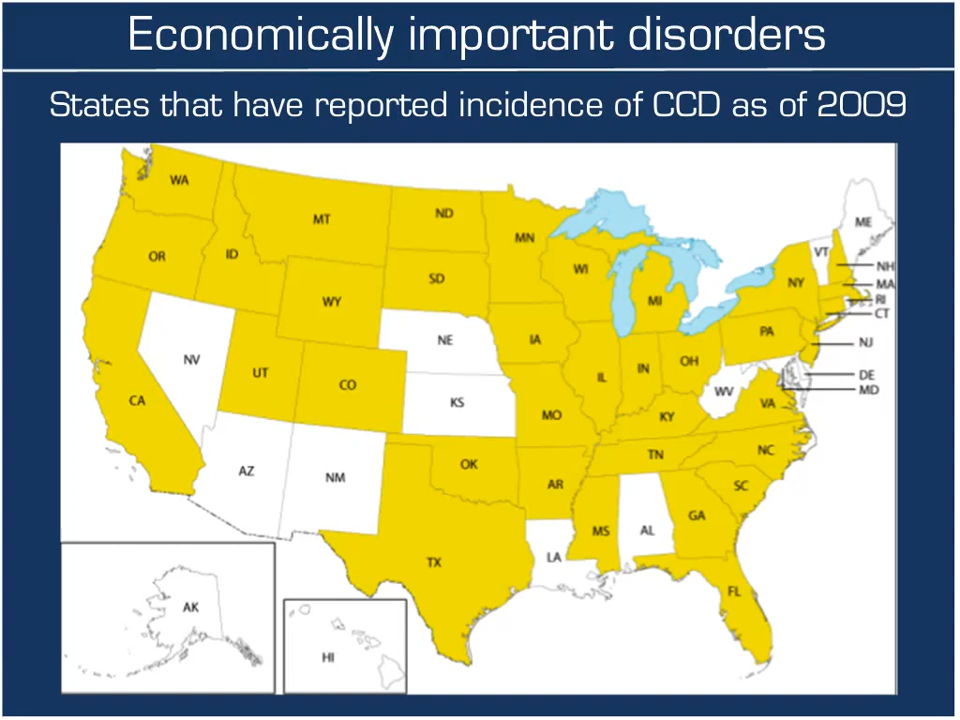 Economically important disorders
States that have reported incidence of CCD as of 2009
WA
MT
ND
MN
ME
VT
OR
ID
SD
WI
NH
WY
MI
NY
MA
RI
CT
NE
IA
PA
NJ
NV
UT
CO
IL
IN
OH
DE
MD
CA
KS
MO
WV
VA
KY
AZ
NM
OK
AR
TN
NC
SC
TX
LA
MS
AL
GA
FL
AK
HI